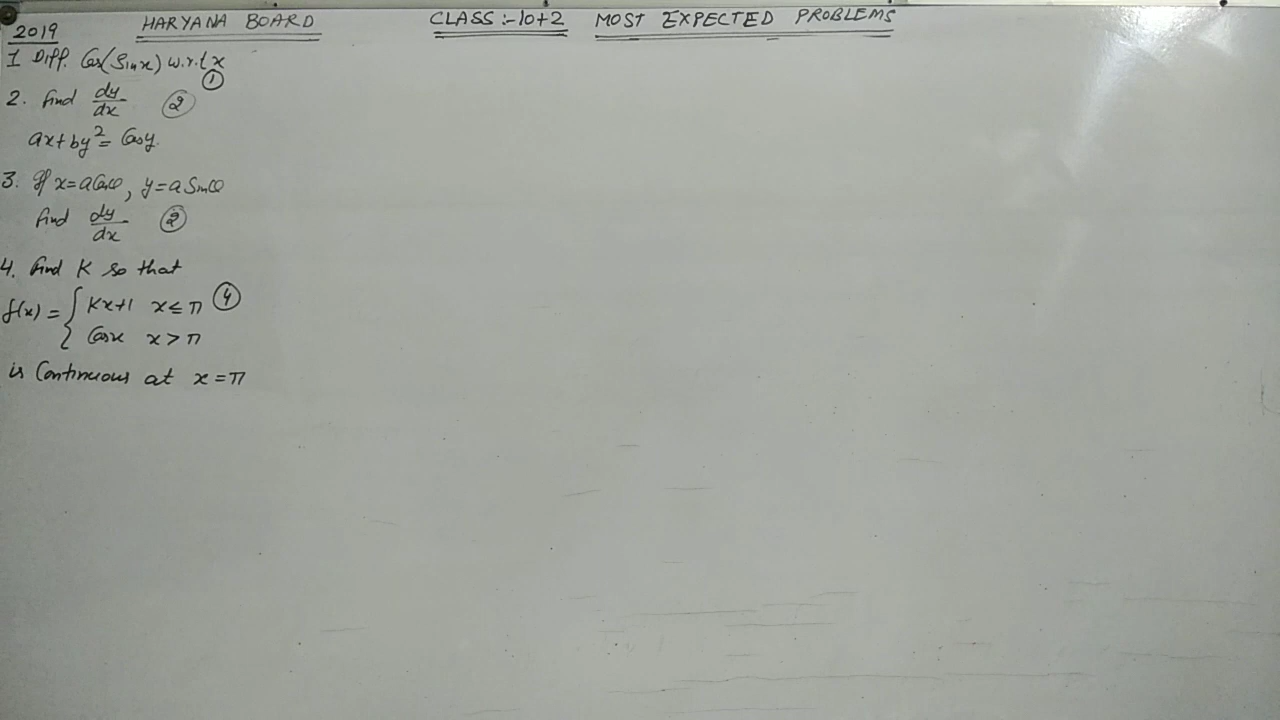 2019 HARYANA BOARD CLASS :- 10+2 MOST EXPECTED PROBLEMS
1 Diff. Cos(Sinx) w.r.t x
①
2. Find dy/dx ②
ax+by²= Cosy.
3. If x=aCosθ, y=a Sinθ
find dy/dx ②
4. Find K so that
f(x) = { Kx+1 x≤π ④
Cosx x>π
is Continuous at x=π